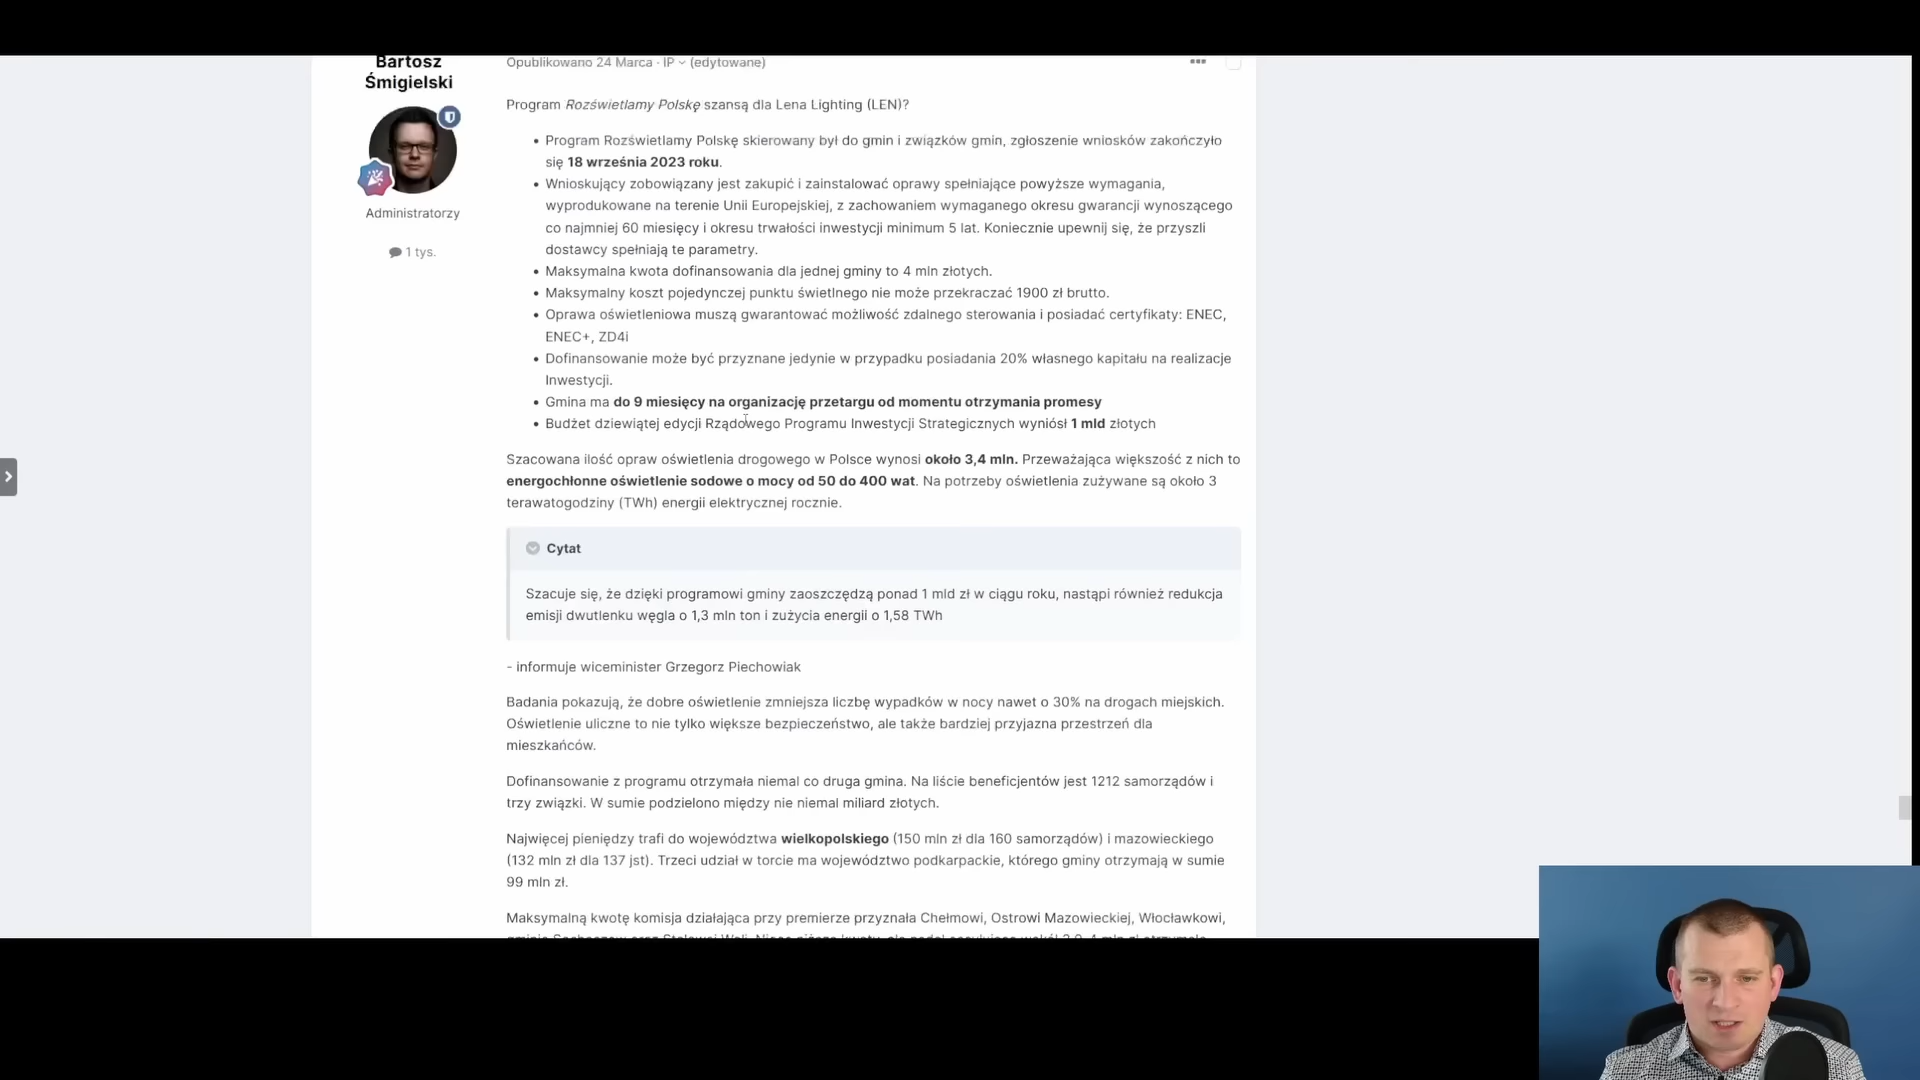 Bartosz
Śmigielski
Administratorzy
1 tys.
Opublikowano 24 Marca · IP (edytowane)
Program Rozświetlamy Polskę szansą dla Lena Lighting (LEN)?
• Program Rozświetlamy Polskę skierowany był do gmin i związków gmin, zgłoszenie wniosków zakończyło
się 18 września 2023 roku.
• Wnioskujący zobowiązany jest zakupić i zainstalować oprawy spełniające powyższe wymagania,
wyprodukowane na terenie Unii Europejskiej, z zachowaniem wymaganego okresu gwarancji wynoszącego
co najmniej 60 miesięcy i okresu trwałości inwestycji minimum 5 lat. Koniecznie upewnij się, że przyszli
dostawcy spełniają te parametry.
• Maksymalna kwota dofinansowania dla jednej gminy to 4 mln złotych.
• Maksymalny koszt pojedynczej punktu świetlnego nie może przekraczać 1900 zł brutto.
• Oprawa oświetleniowa muszą gwarantować możliwość zdalnego sterowania i posiadać certyfikaty: ENEC,
ENEC+, ZD4i
• Dofinansowanie może być przyznane jedynie w przypadku posiadania 20% własnego kapitału na realizacje
Inwestycji.
• Gmina ma do 9 miesięcy na organizację przetargu od momentu otrzymania promesy
• Budżet dziewiątej edycji Rządowego Programu Inwestycji Strategicznych wyniósł 1 mld złotych
Szacowana ilość opraw oświetlenia drogowego w Polsce wynosi około 3,4 mln. Przeważająca większość z nich to
energochłonne oświetlenie sodowe o mocy od 50 do 400 wat. Na potrzeby oświetlenia zużywane są około 3
terawatogodziny (TWh) energii elektrycznej rocznie.
Cytat
Szacuje się, że dzięki programowi gminy zaoszczędzą ponad 1 mld zł w ciągu roku, nastąpi również redukcja
emisji dwutlenku węgla o 1,3 mln ton i zużycia energii o 1,58 TWh
- informuje wiceminister Grzegorz Piechowiak
Badania pokazują, że dobre oświetlenie zmniejsza liczbę wypadków w nocy nawet o 30% na drogach miejskich.
Oświetlenie uliczne to nie tylko większe bezpieczeństwo, ale także bardziej przyjazna przestrzeń dla
mieszkańców.
Dofinansowanie z programu otrzymała niemal co druga gmina. Na liście beneficjentów jest 1212 samorządów i
trzy związki. W sumie podzielono między nie niemal miliard złotych.
Najwięcej pieniędzy trafi do województwa wielkopolskiego (150 mln zł dla 160 samorządów) i mazowieckiego
(132 mln zł dla 137 jst). Trzeci udział w torcie ma województwo podkarpackie, którego gminy otrzymają w sumie
99 mln zł.
Maksymalną kwotę komisja działająca przy premierze przyznała Chełmowi, Ostrowi Mazowieckiej, Włocławkowi,